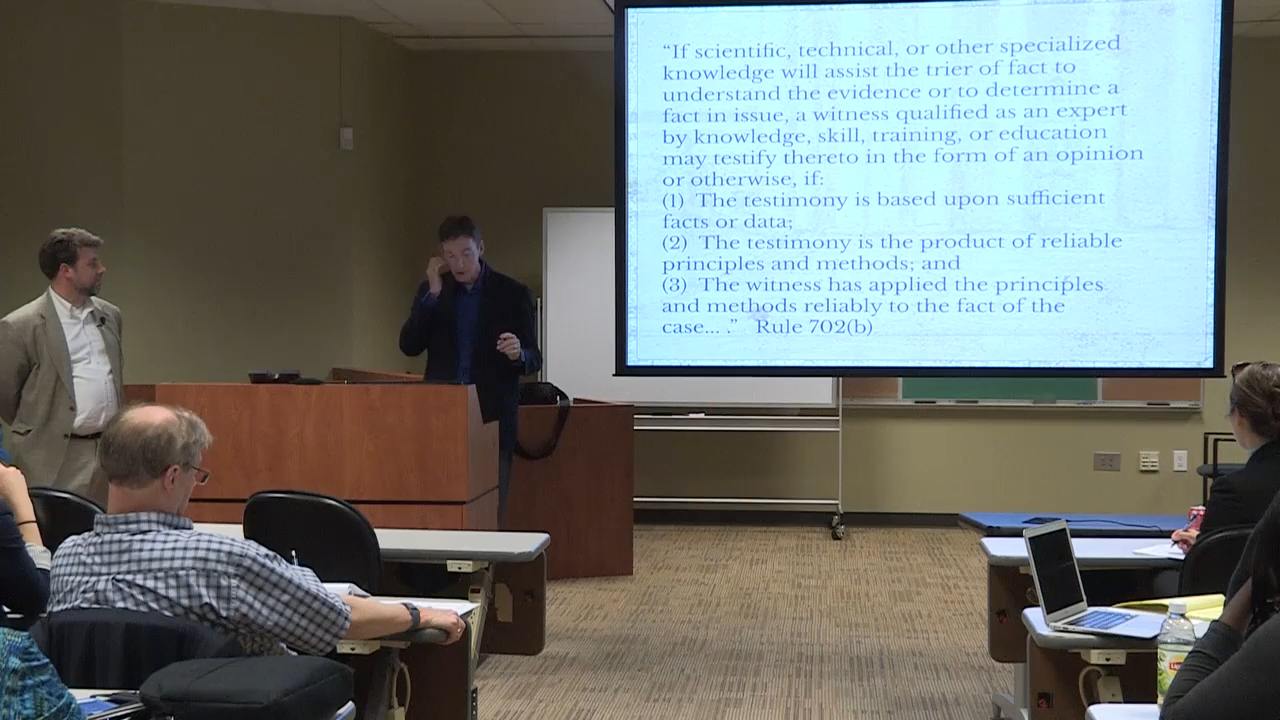 “If scientific, technical, or other specialized
knowledge will assist the trier of fact to
understand the evidence or to determine a
fact in issue, a witness qualified as an expert
by knowledge, skill, training, or education
may testify thereto in the form of an opinion
or otherwise, if:
(1) The testimony is based upon sufficient
facts or data;
(2) The testimony is the product of reliable
principles and methods; and
(3) The witness has applied the principles
and methods reliably to the fact of the
case... .” Rule 702(b)